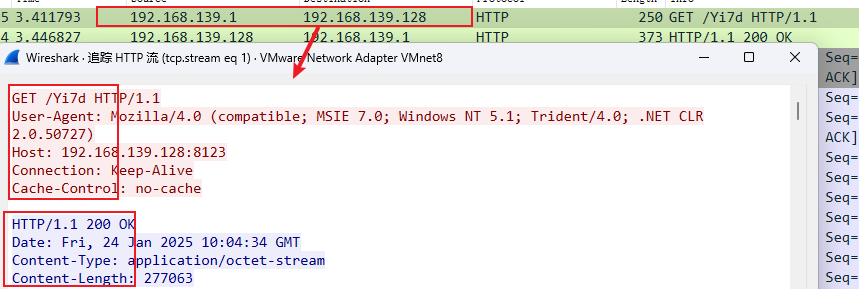 5 3.411793 192.168.139.1 192.168.139.128 HTTP 250 GET /Yi7d HTTP/1.1
4 3.446827 192.168.139.128 192.168.139.1 HTTP 373 HTTP/1.1 200 OK
Wireshark · 追踪 HTTP 流 (tcp.stream eq 1) · VMware Network Adapter VMnet8
Seq=
ACK]
Seq=
Seq=
ACK]
Seq=
Seq=
Seq=
Seq=
Seq=
Seq=
Seq=
GET /Yi7d HTTP/1.1
User-Agent: Mozilla/4.0 (compatible; MSIE 7.0; Windows NT 5.1; Trident/4.0; .NET CLR
2.0.50727)
Host: 192.168.139.128:8123
Connection: Keep-Alive
Cache-Control: no-cache
HTTP/1.1 200 OK
Date: Fri, 24 Jan 2025 10:04:34 GMT
Content-Type: application/octet-stream
Content-Length: 277063